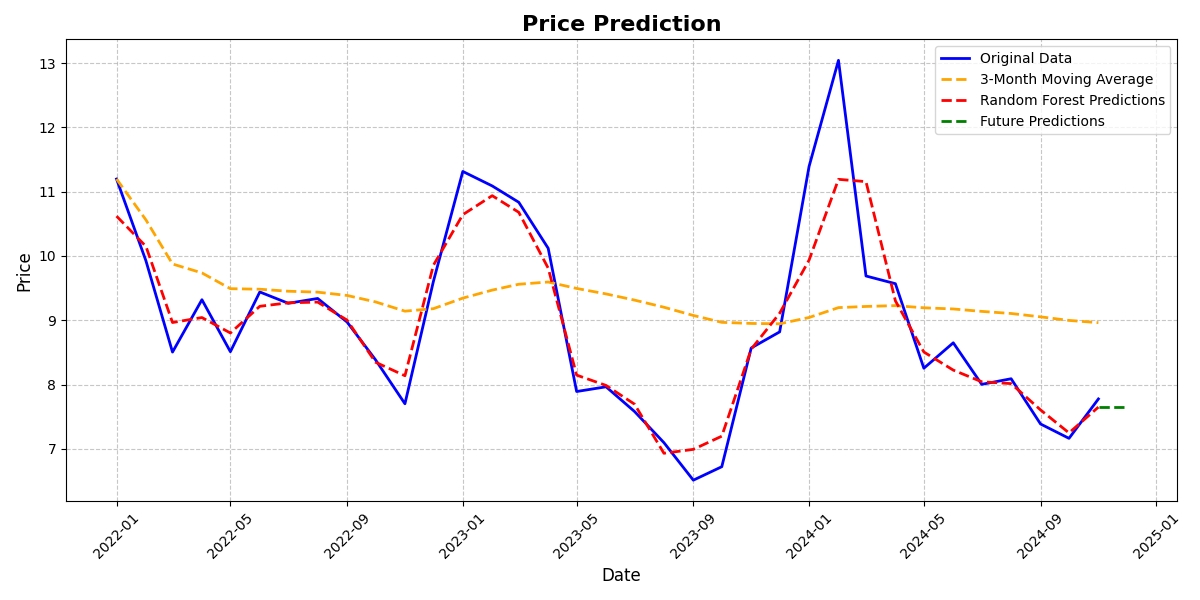 Price Prediction
Original Data
3-Month Moving Average
Random Forest Predictions
Future Predictions
Price
13
12
11
10
9
8
7
2022-01
2022-05
2022-09
2023-01
2023-05
2023-09
2024-01
2024-05
2024-09
2025-01
Date